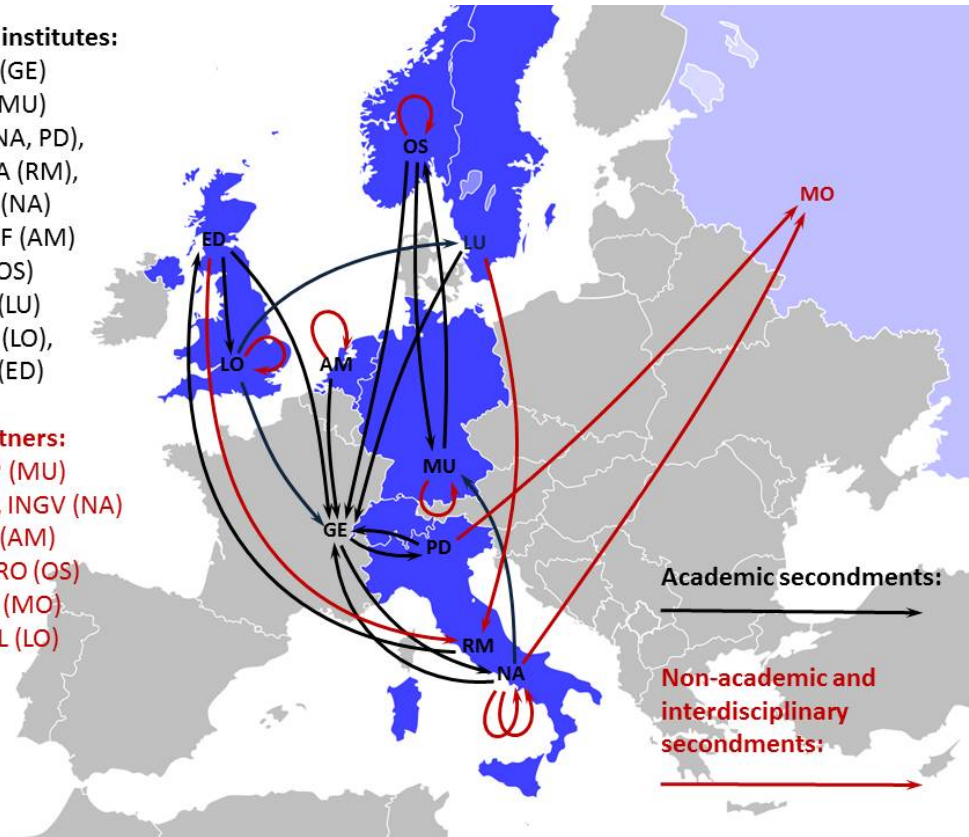 institutes:
(GE)
MU)
NA, PD),
A (RM),
(NA)
F (AM)
OS)
(LU)
(LO),
(ED)
tners:
(MU)
, INGV (NA)
(AM)
RO (OS)
(MO)
L (LO)
OS
MO
ED
LU
LO
AM
MU
GE
PD
RM
NA
Academic secondments:
Non-academic and
interdisciplinary
secondments: